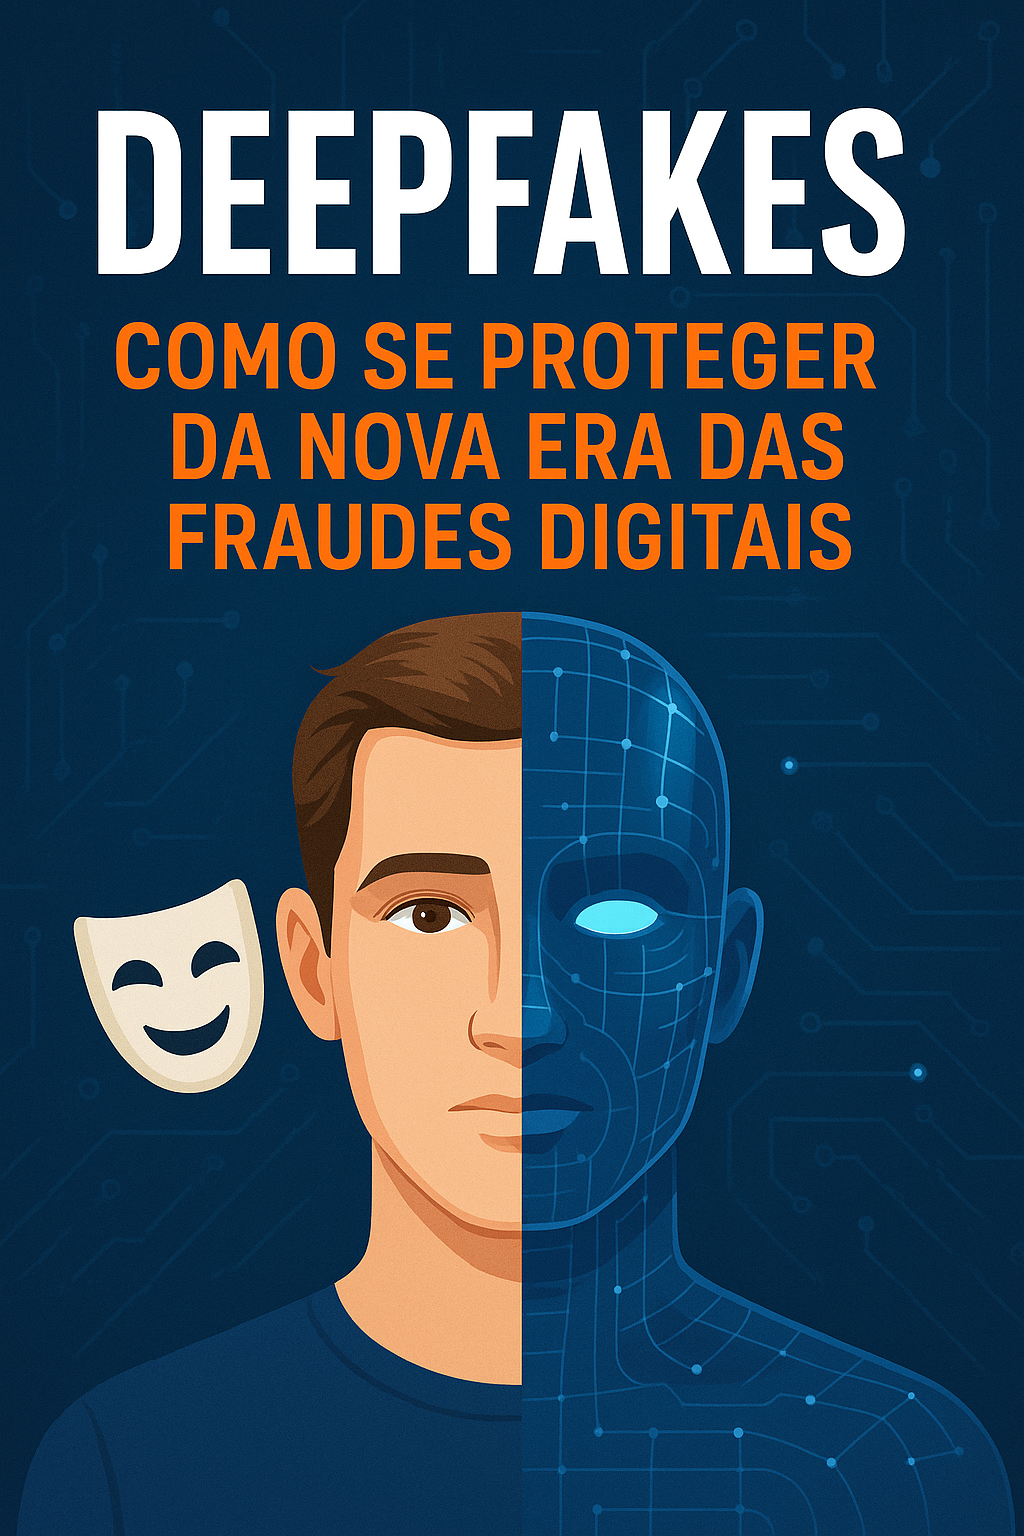 DEEPFAKES
COMO SE PROTEGER
DA NOVA ERA DAS
FRAUDES DIGITAIS